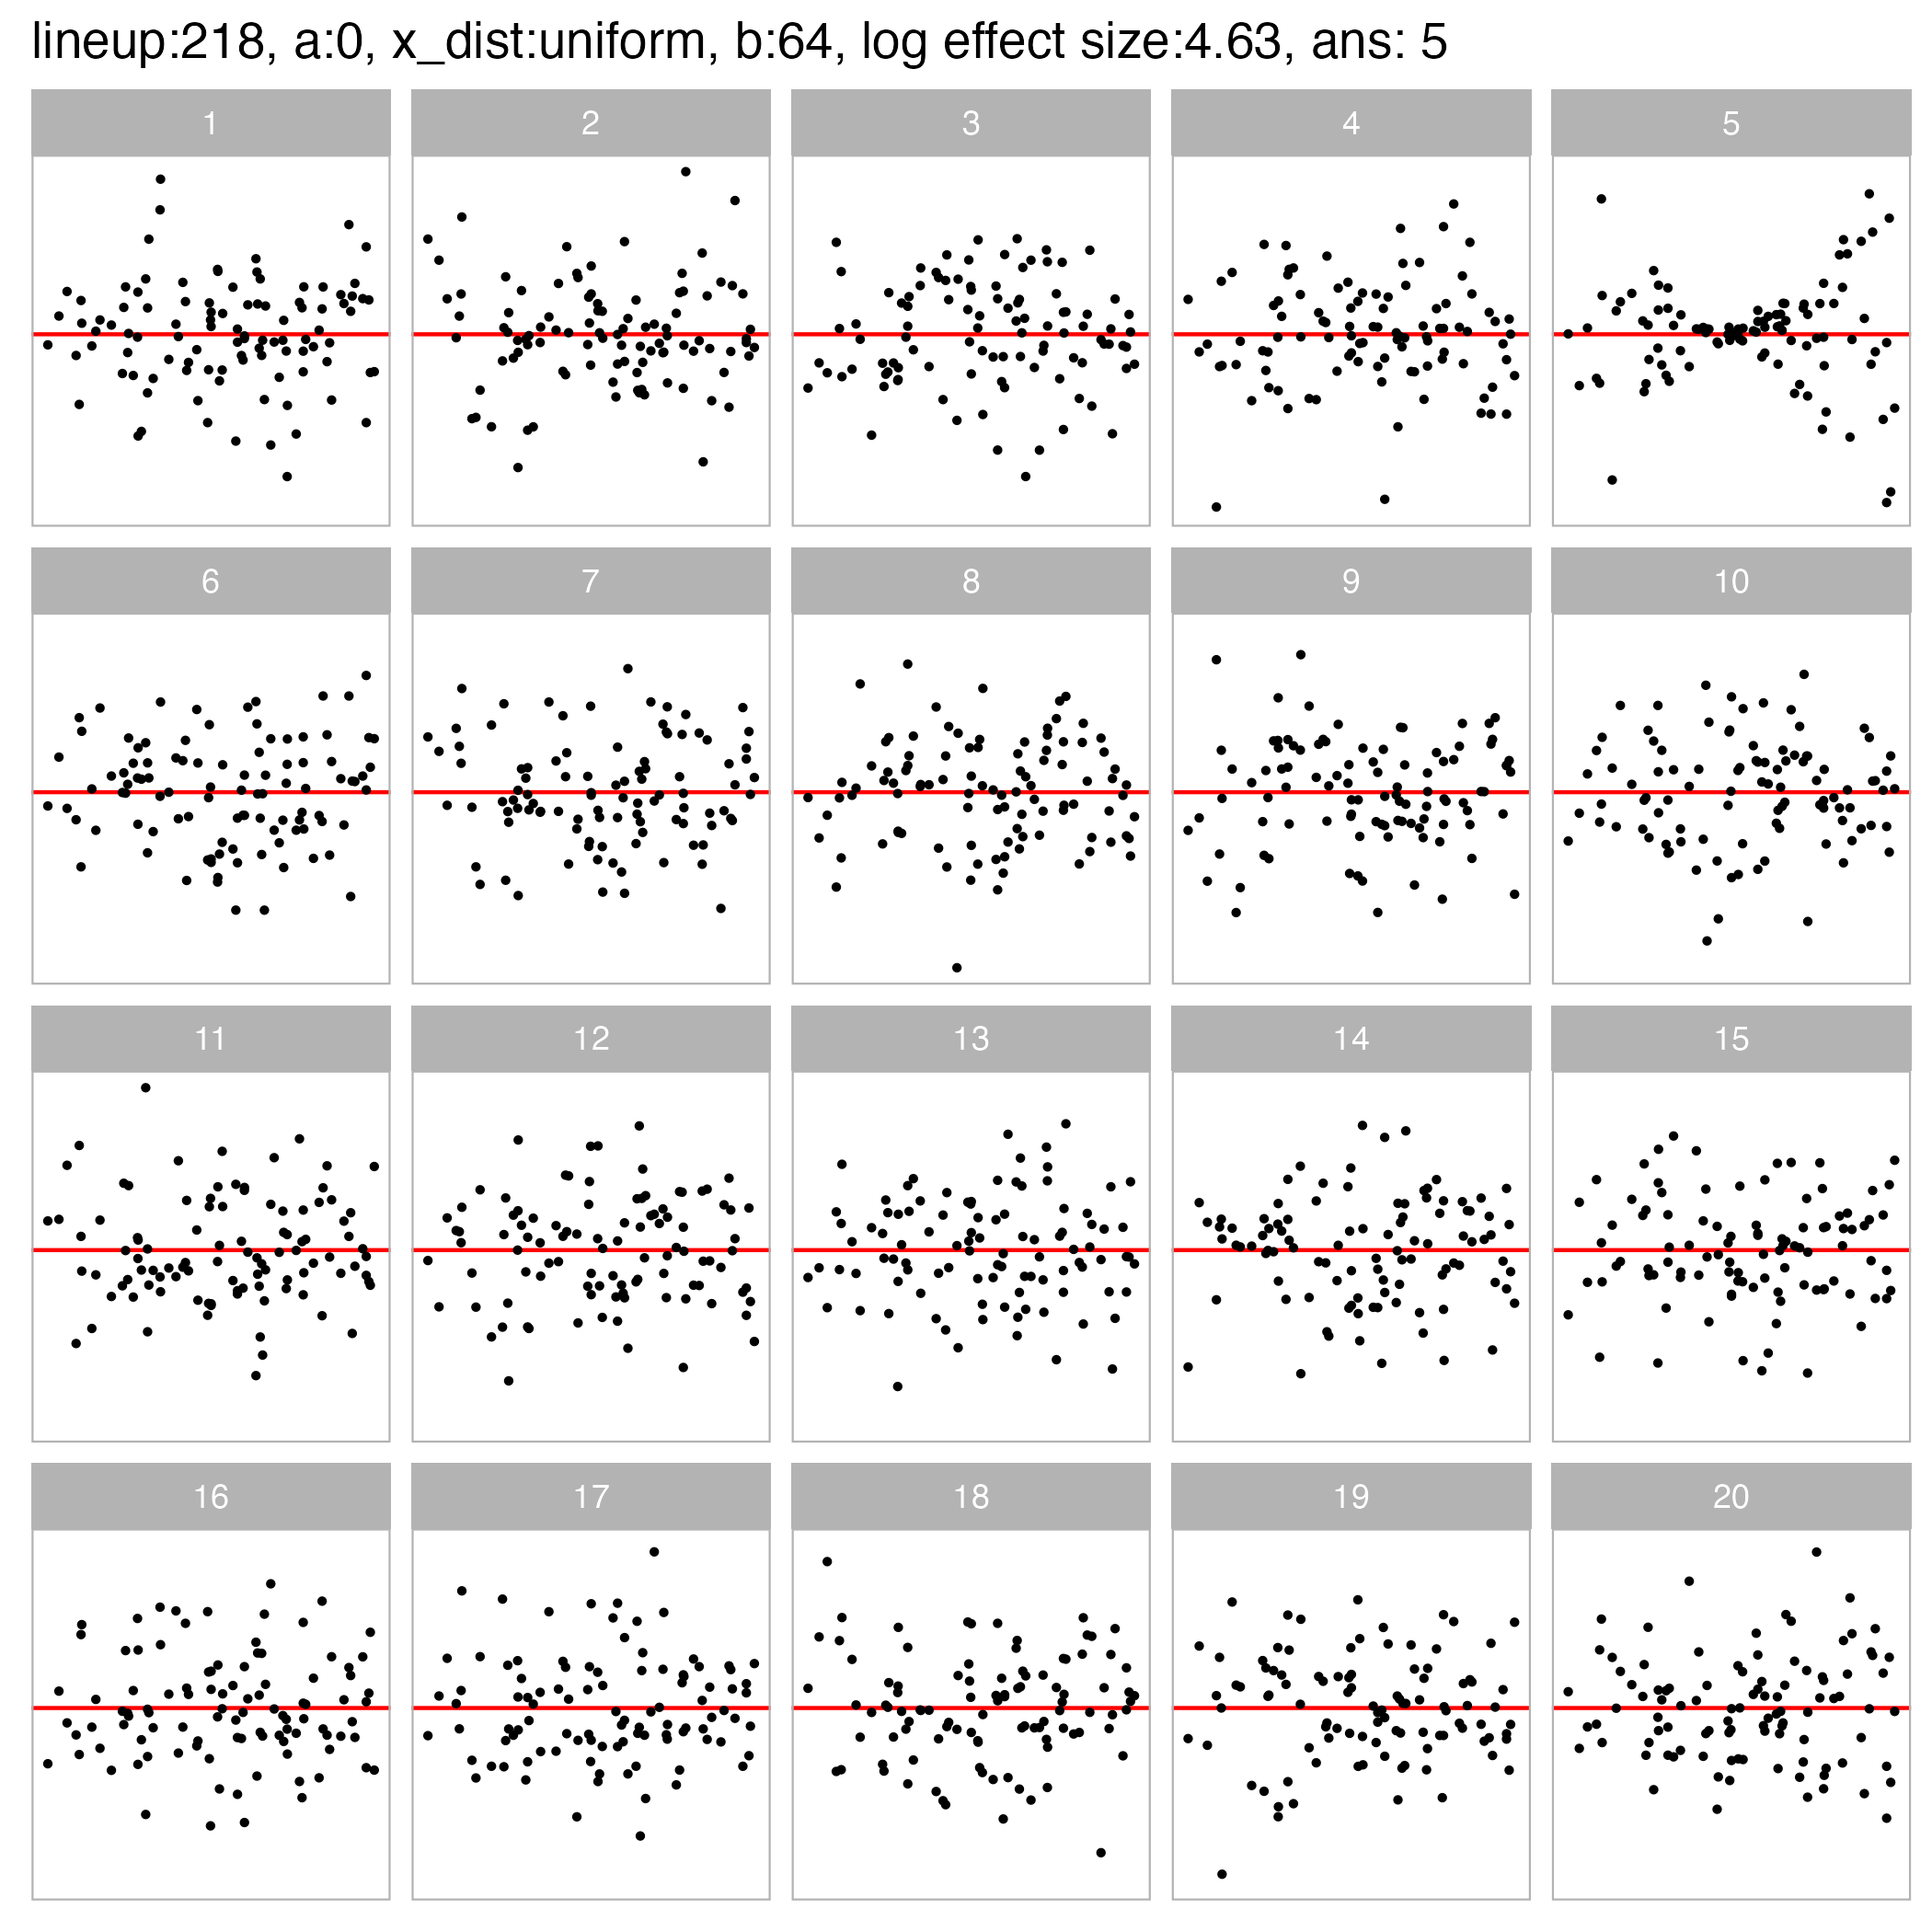 lineup:218, a:0, x_dist:uniform, b:64, log effect size:4.63, ans: 5
1 2 3 4 5
6 7 8 9 10
11 12 13 14 15
16 17 18 19 20